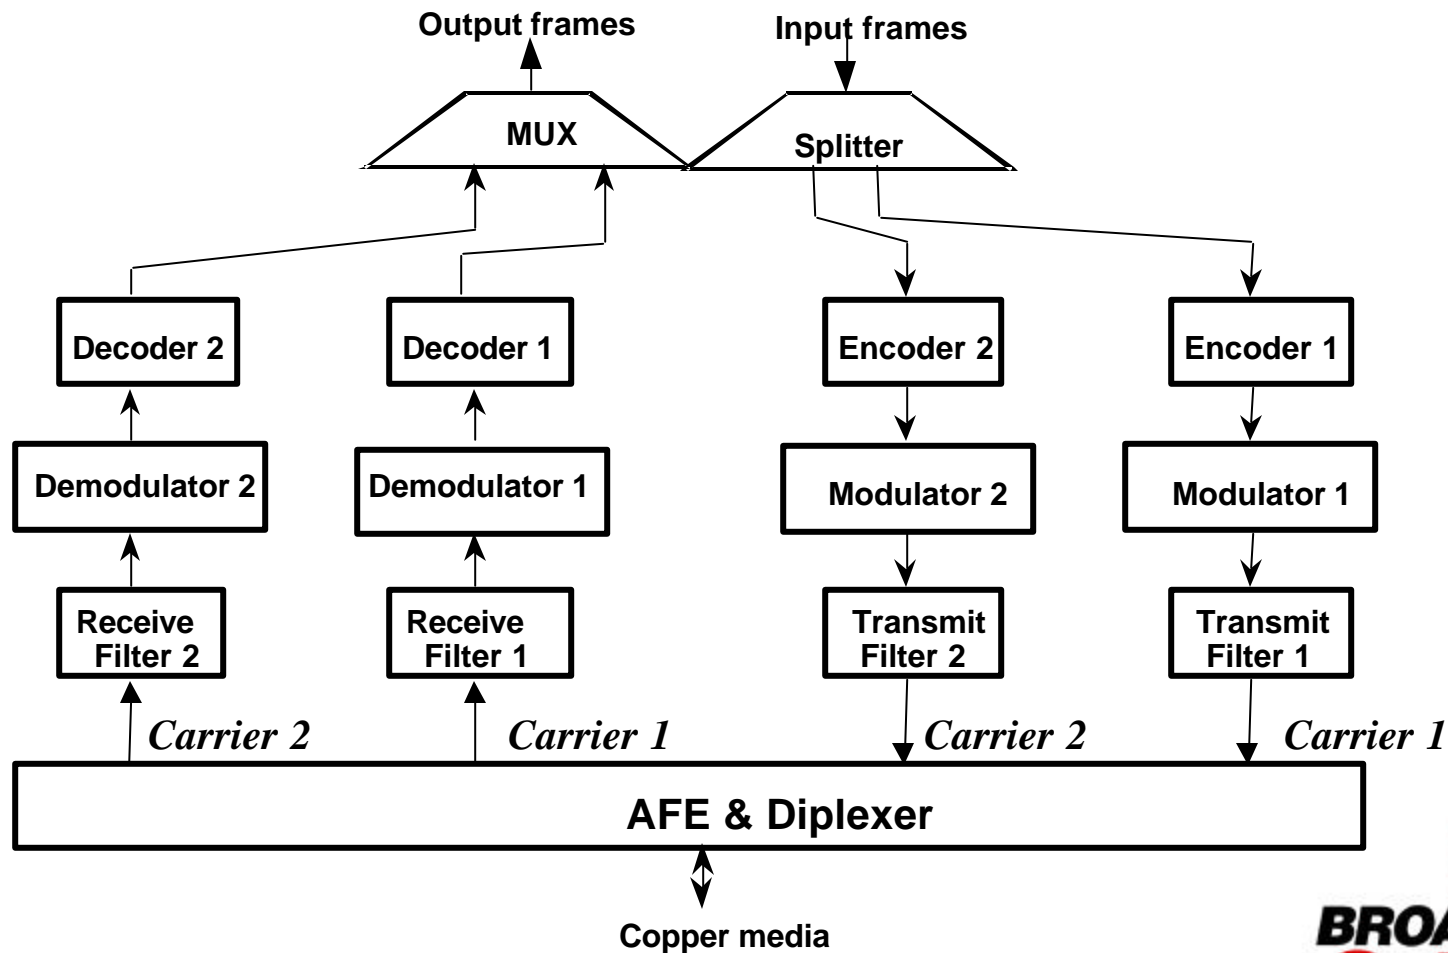 Output frames
Input frames
MUX
Splitter
Decoder 2
Decoder 1
Encoder 2
Encoder 1
Demodulator 2
Demodulator 1
Modulator 2
Modulator 1
Receive
Filter 2
Receive
Filter 1
Transmit
Filter 2
Transmit
Filter 1
Carrier 2
Carrier 1
Carrier 2
Carrier 1
AFE & Diplexer
Copper media
BROA